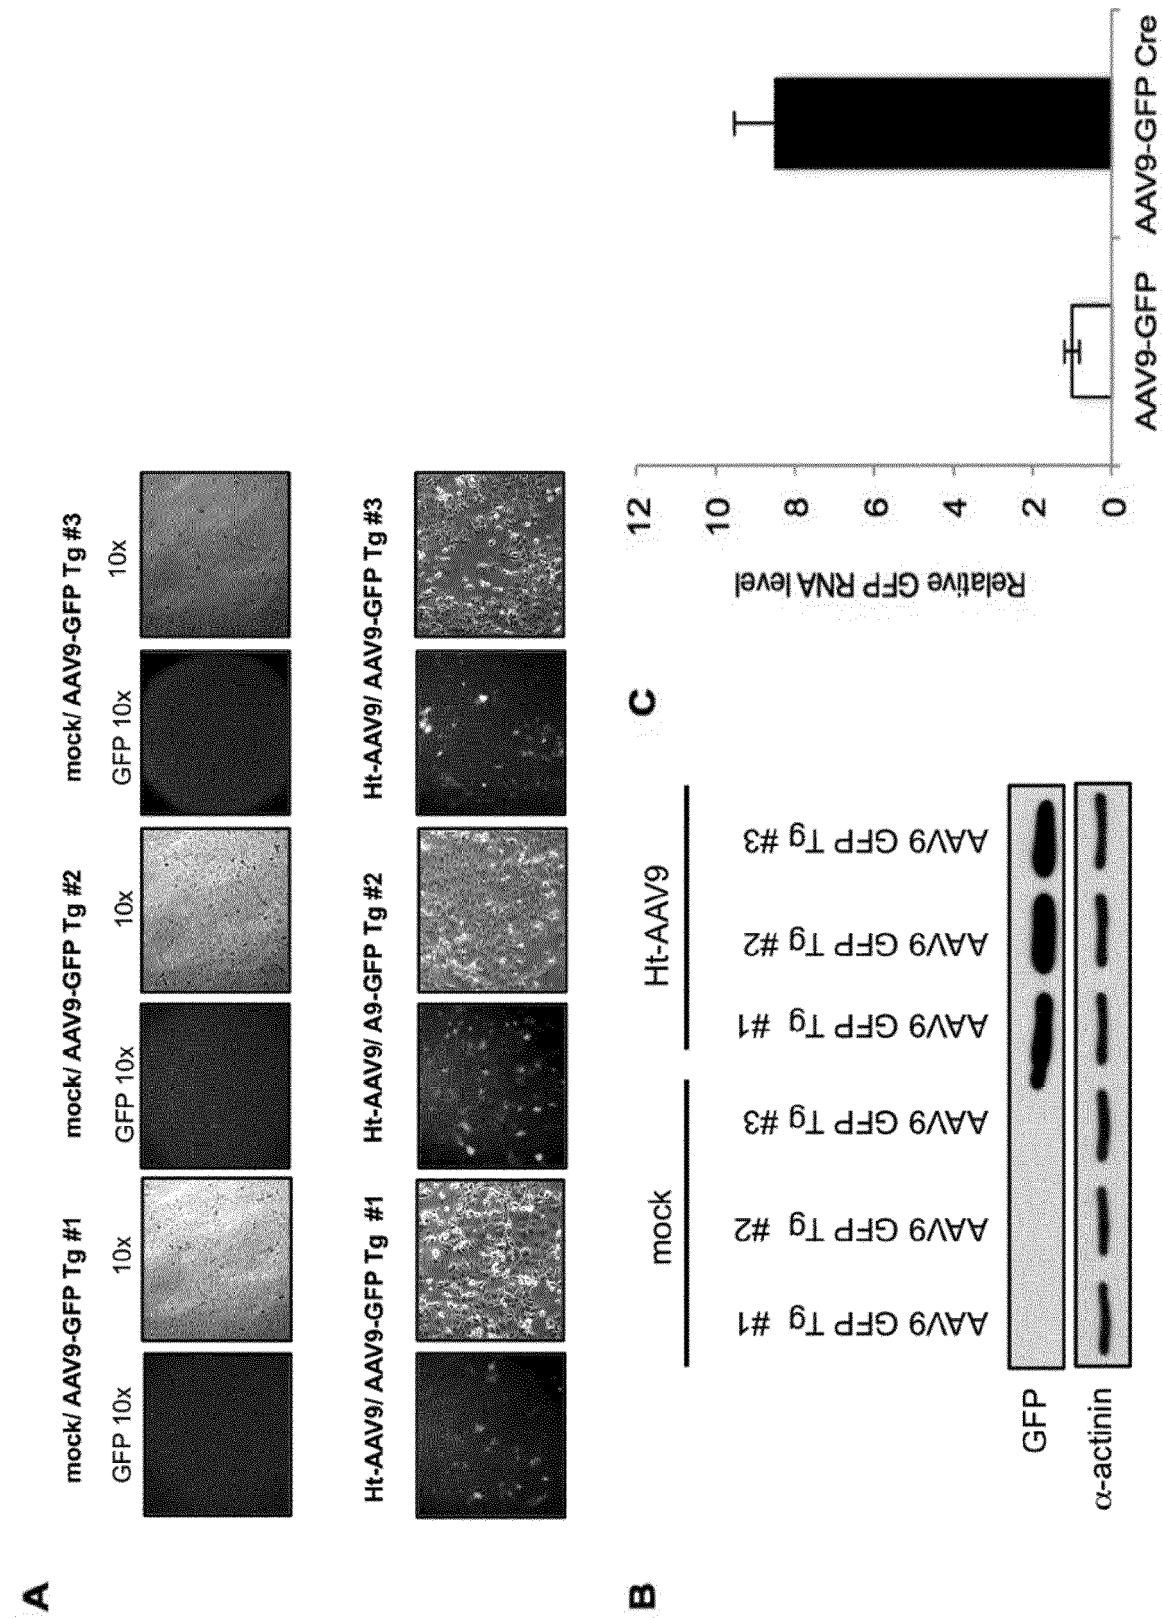 A
mock/ AAV9-GFP Tg #1
mock/ AAV9-GFP Tg #2
mock/ AAV9-GFP Tg #3
GFP 10x
10x
GFP 10x
10x
GFP 10x
10x
Ht-AAV9/ AAV9-GFP Tg #1
Ht-AAV9/ A9-GFP Tg #2
Ht-AAV9/ AAV9-GFP Tg #3
B
mock
Ht-AAV9
AAV9 GFP Tg #1
AAV9 GFP Tg #2
AAV9 GFP Tg #3
AAV9 GFP Tg #1
AAV9 GFP Tg #2
AAV9 GFP Tg #3
GFP
α-actinin
C
Relative GFP RNA level
12
10
8
6
4
2
0
AAV9-GFP
AAV9-GFP Cre